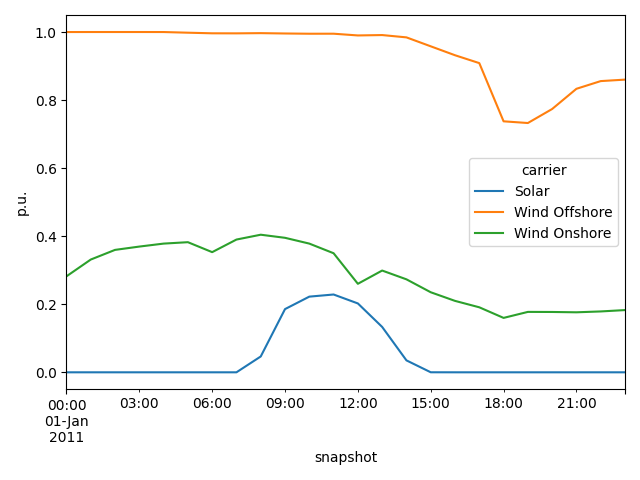 1.0
0.8
0.6
0.4
0.2
0.0
p.u.
carrier
Solar
Wind Offshore
Wind Onshore
00:00 03:00 06:00 09:00 12:00 15:00 18:00 21:00
01-Jan
2011
snapshot